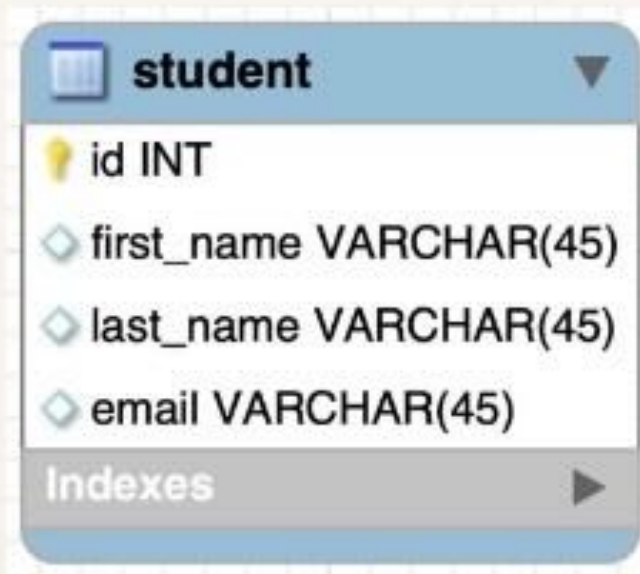 student
id INT
first_name VARCHAR(45)
last_name VARCHAR(45)
email VARCHAR(45)
Indexes